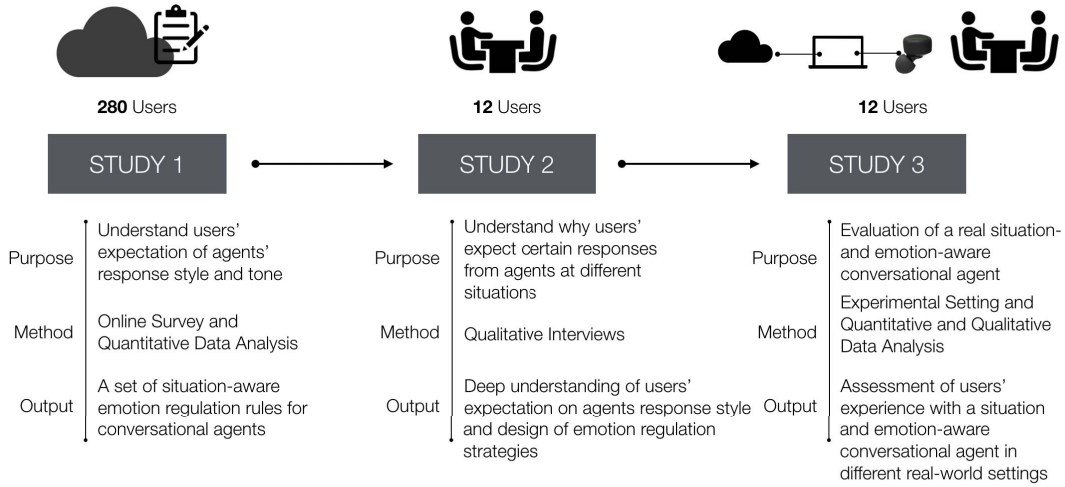 280 Users
STUDY 1
Purpose
Understand users'
expectation of agents'
response style and tone
Method
Online Survey and
Quantitative Data Analysis
Output
A set of situation-aware
emotion regulation rules for
conversational agents
12 Users
STUDY 2
Purpose
Understand why users'
expect certain responses
from agents at different
situations
Method
Qualitative Interviews
Output
Deep understanding of users'
expectation on agents response style
and design of emotion regulation
strategies
12 Users
STUDY 3
Purpose
Evaluation of a real situation-
and emotion-aware
conversational agent
Method
Experimental Setting and
Quantitative and Qualitative
Data Analysis
Output
Assessment of users'
experience with a situation
and emotion-aware
conversational agent in
different real-world settings